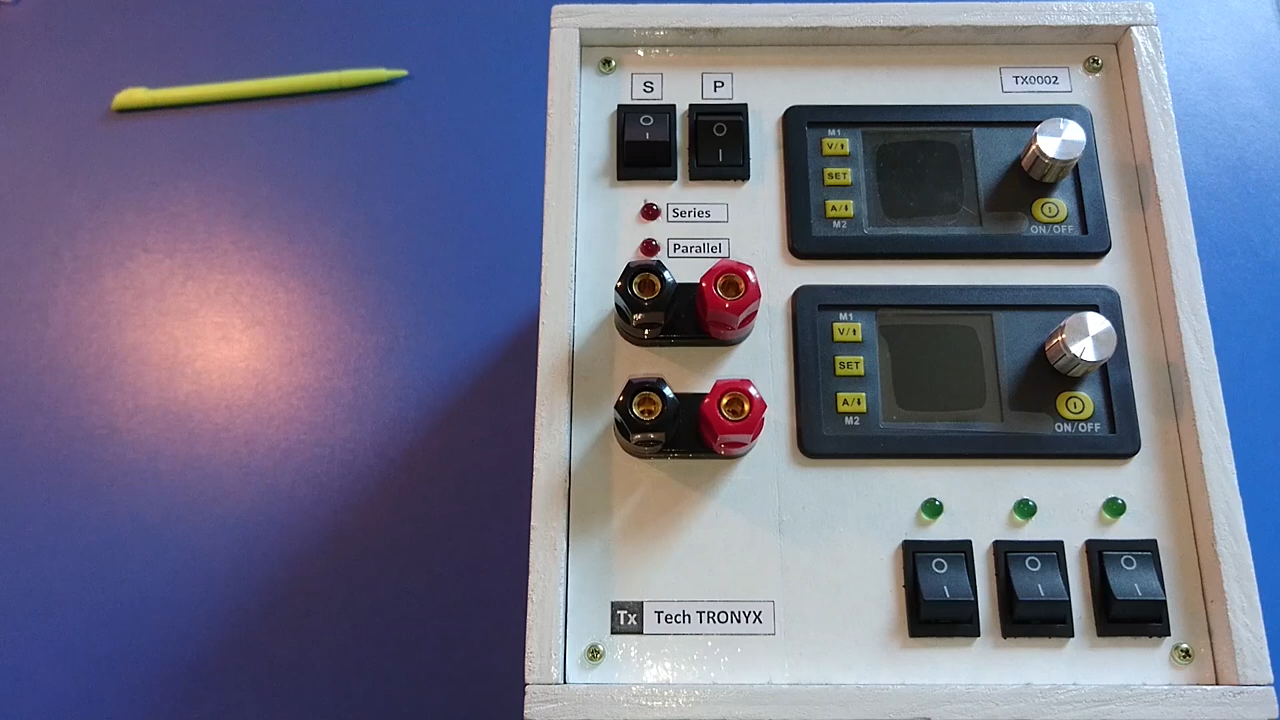 S P
TX0002
O O
I I
Series
Parallel
M1
V/⬆
SET
A/⬇
M2
ON/OFF
M1
V/⬆
SET
A/⬇
M2
ON/OFF
O O O
I I I
Tx Tech TRONYX